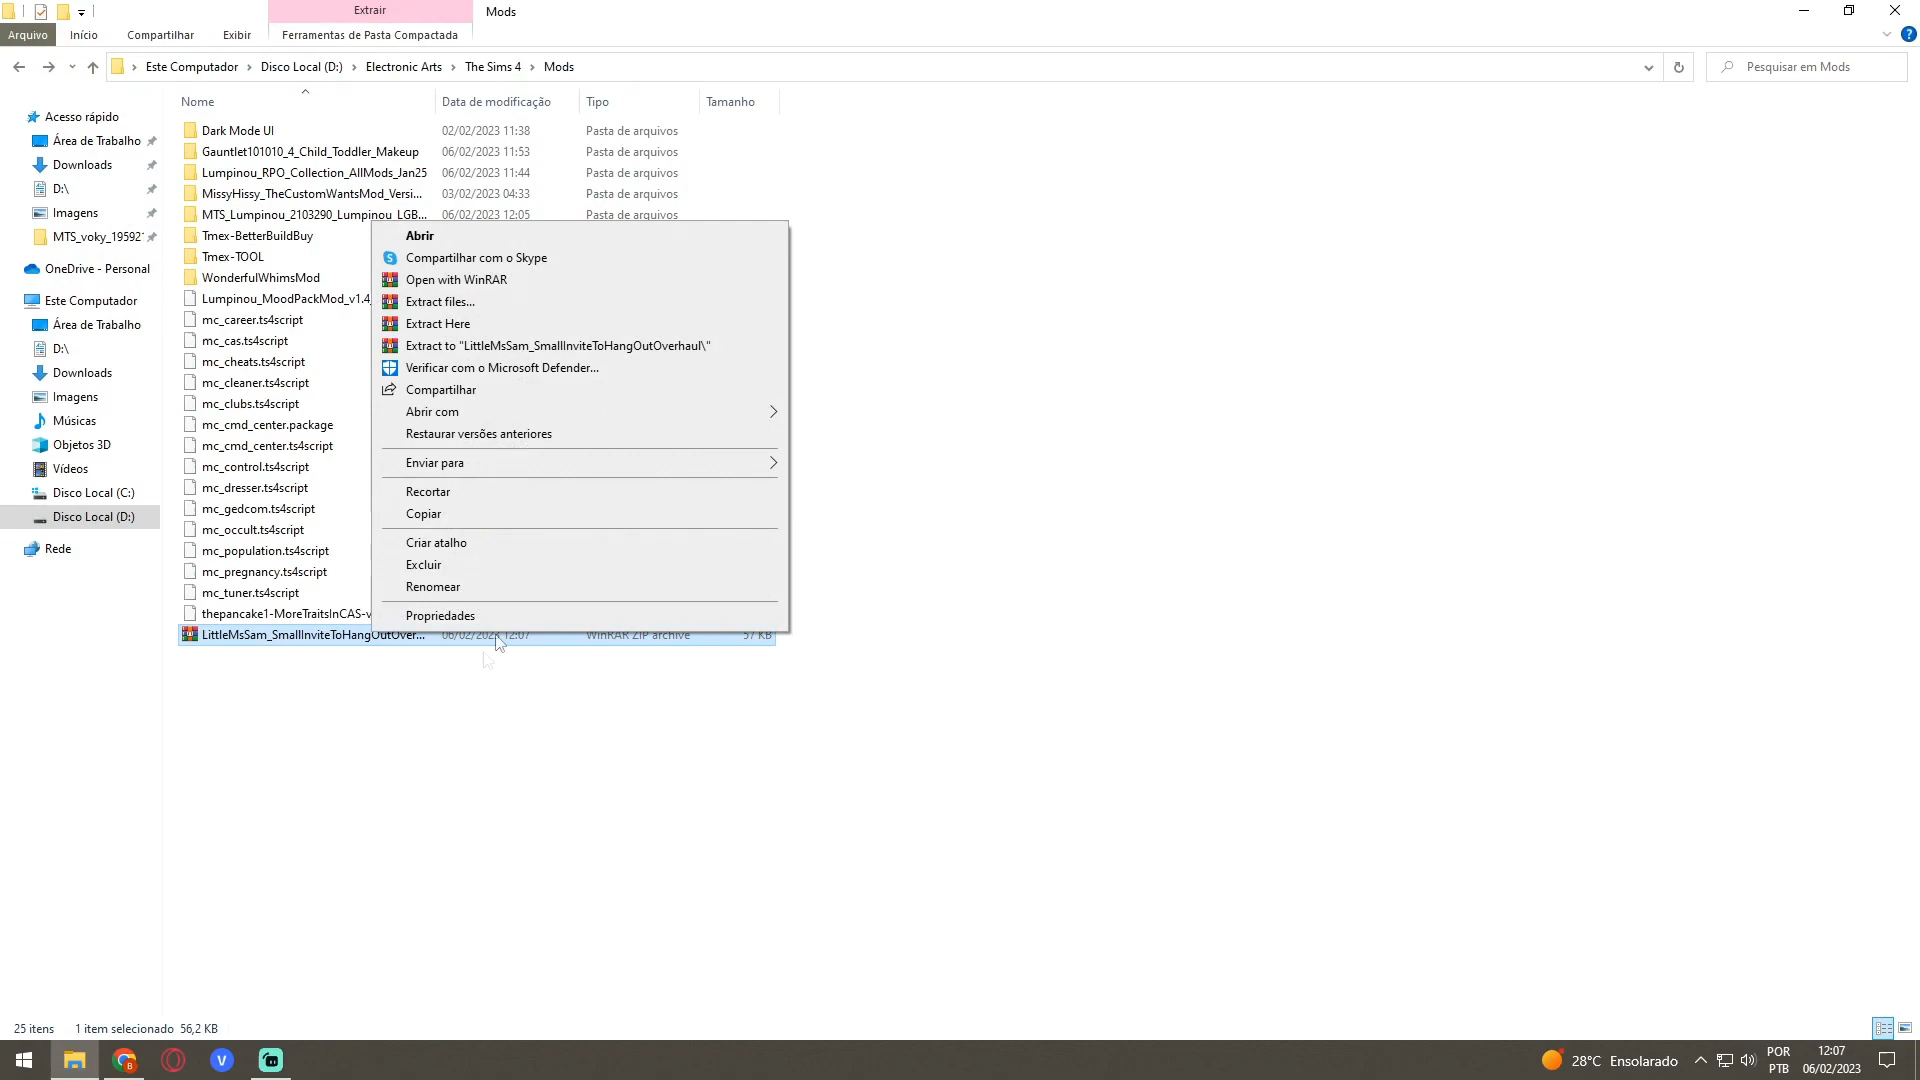 Extrair
Mods
Arquivo
Início
Compartilhar
Exibir
Ferramentas de Pasta Compactada
Este Computador
Disco Local (D:)
Electronic Arts
The Sims 4
Mods
Pesquisar em Mods
Nome
Data de modificação
Tipo
Tamanho
Acesso rápido
Área de Trabalho
Downloads
D:\
Imagens
MTS_voky_19592
OneDrive - Personal
Este Computador
Área de Trabalho
D:\
Downloads
Imagens
Músicas
Objetos 3D
Vídeos
Disco Local (C:)
Disco Local (D:)
Rede
Dark Mode UI 02/02/2023 11:38 Pasta de arquivos
Gauntlet101010_4_Child_Toddler_Makeup 06/02/2023 11:53 Pasta de arquivos
Lumpinou_RPO_Collection_AllMods_Jan25 06/02/2023 11:44 Pasta de arquivos
MissyHissy_TheCustomWantsMod_Versi... 03/02/2023 04:33 Pasta de arquivos
MTS_Lumpinou_2103290_Lumpinou_LGB... 06/02/2023 12:05 Pasta de arquivos
Tmex-BetterBuildBuy
Tmex-TOOL
WonderfulWhimsMod
Lumpinou_MoodPackMod_v1.4_
mc_career.ts4script
mc_cas.ts4script
mc_cheats.ts4script
mc_cleaner.ts4script
mc_clubs.ts4script
mc_cmd_center.package
mc_cmd_center.ts4script
mc_control.ts4script
mc_dresser.ts4script
mc_gedcom.ts4script
mc_occult.ts4script
mc_population.ts4script
mc_pregnancy.ts4script
mc_tuner.ts4script
thepancake1-MoreTraitsInCAS-v
LittleMsSam_SmallInviteToHangOutOver... 06/02/2023 12:07 WinRAR ZIP archive 57 KB
Abrir
Compartilhar com o Skype
Open with WinRAR
Extract files...
Extract Here
Extract to "LittleMsSam_SmallInviteToHangOutOverhaul\"
Verificar com o Microsoft Defender...
Compartilhar
Abrir com
Restaurar versões anteriores
Enviar para
Recortar
Copiar
Criar atalho
Excluir
Renomear
Propriedades
25 itens
1 item selecionado 56,2 KB
28°C Ensolarado
POR
PTB
12:07
06/02/2023